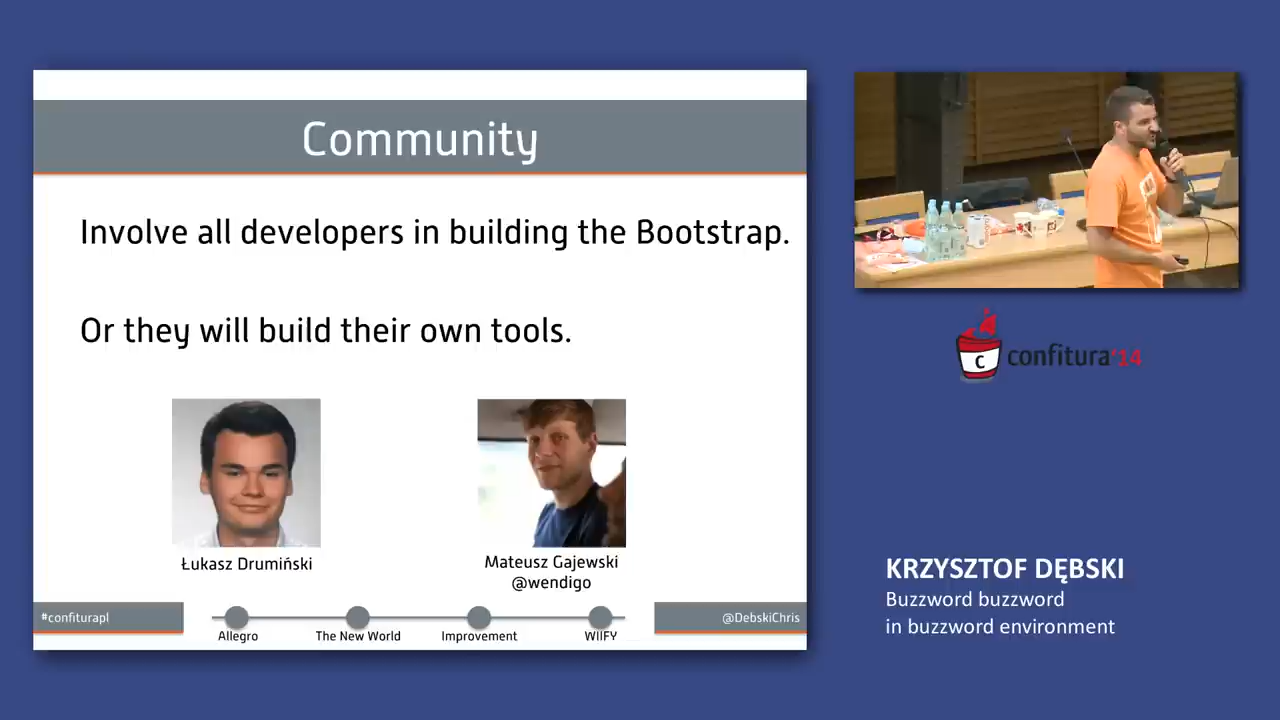 Community
Involve all developers in building the Bootstrap.
Or they will build their own tools.
Łukasz Drumiński
Mateusz Gajewski
@wendigo
#confiturapl
Allegro
The New World
Improvement
WIIFY
@DebskiChris
C
confitura'14
KRZYSZTOF DĘBSKI
Buzzword buzzword
in buzzword environment